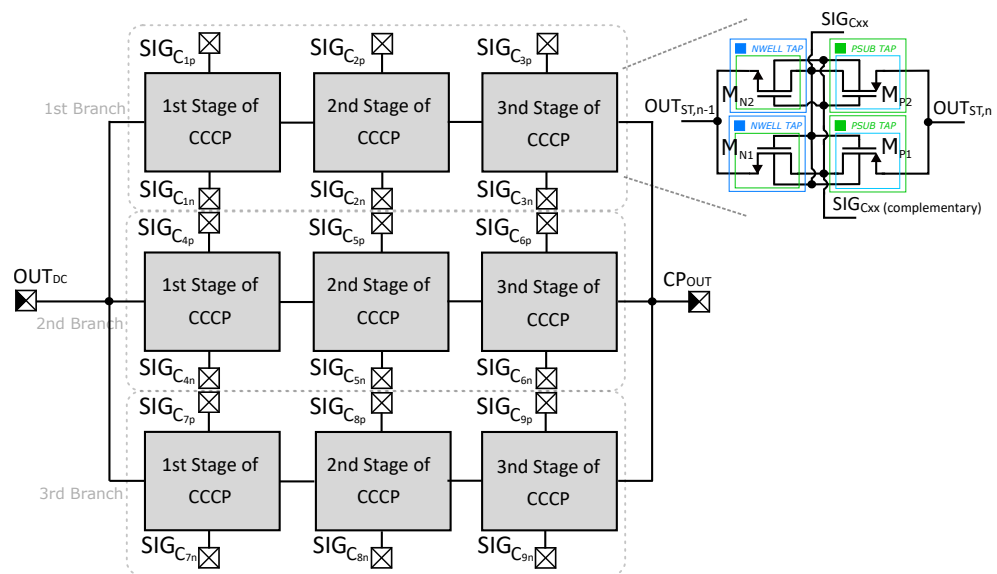 SIGC1p
SIGC2p
SIGC3p
SIGCxx
NWELL TAP
PSUB TAP
1st Branch
1st Stage of
CCCP
2nd Stage of
CCCP
3nd Stage of
CCCP
MN2
MP2
OUTST,n-1
OUTST,n
NWELL TAP
PSUB TAP
MN1
MP1
SIGCxx (complementary)
SIGC1n
SIGC2n
SIGC3n
SIGC4p
SIGC5p
SIGC6p
OUTDC
1st Stage of
CCCP
2nd Stage of
CCCP
3nd Stage of
CCCP
CPOUT
2nd Branch
SIGC4n
SIGC5n
SIGC6n
SIGC7p
SIGC8p
SIGC9p
3rd Branch
1st Stage of
CCCP
2nd Stage of
CCCP
3nd Stage of
CCCP
SIGC7n
SIGC8n
SIGC9n